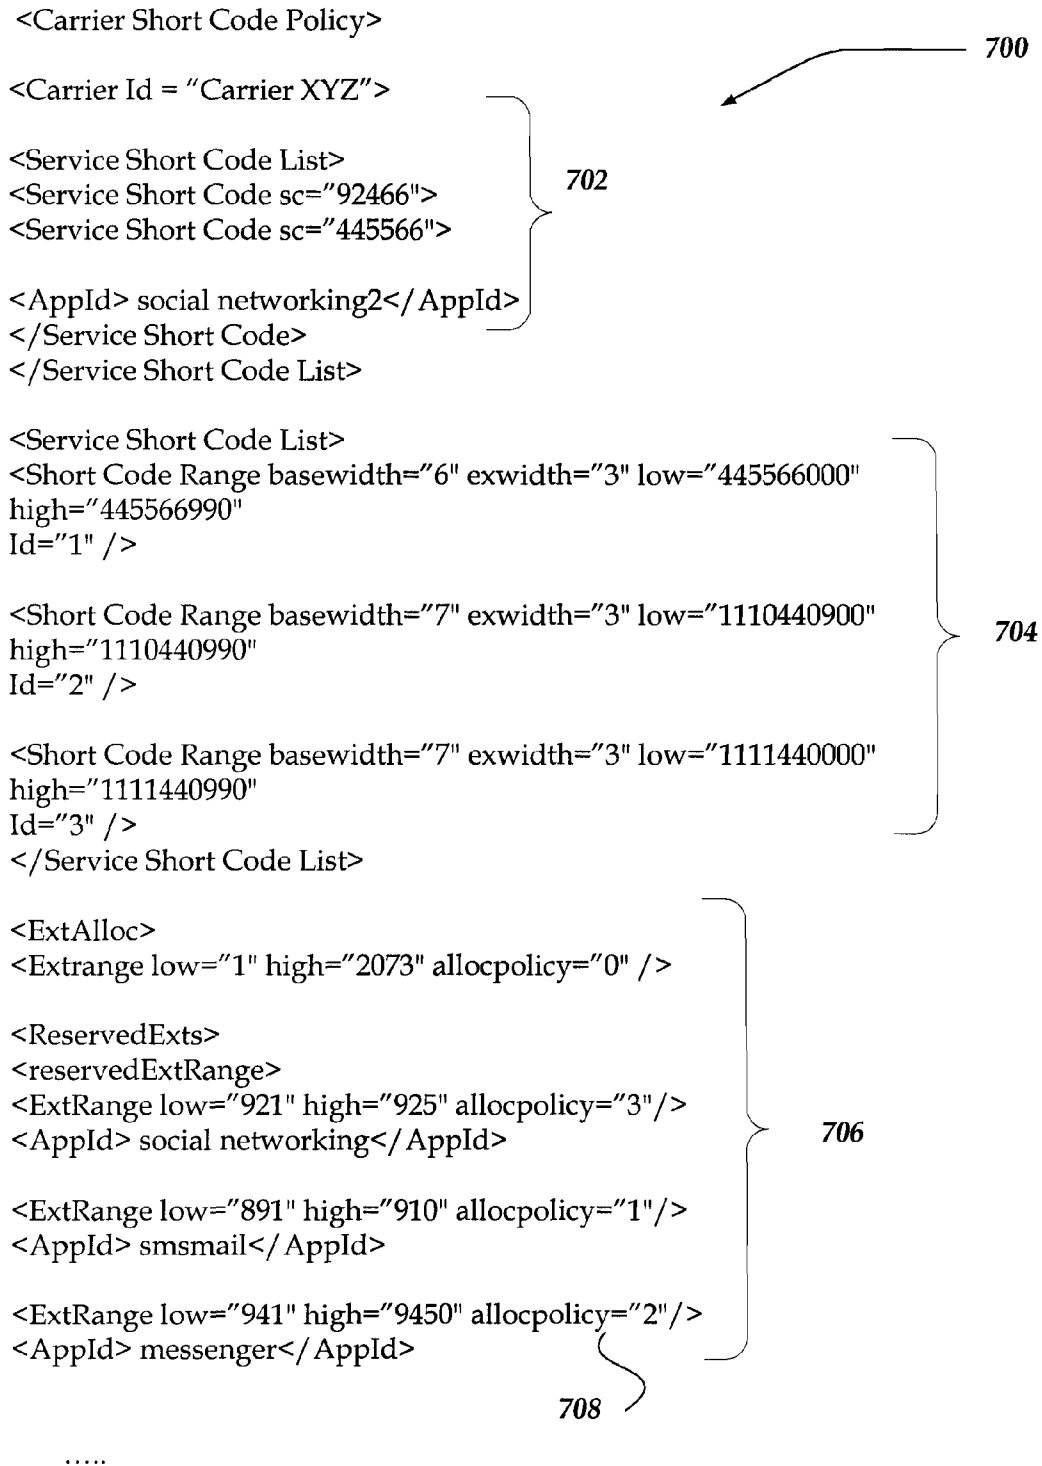 <Carrier Short Code Policy>
700
<Carrier Id = "Carrier XYZ">
<Service Short Code List>
702
<Service Short Code sc="92466">
<Service Short Code sc="445566">
<AppId> social networking2</AppId>
</Service Short Code>
</Service Short Code List>
<Service Short Code List>
<Short Code Range basewidth="6" exwidth="3" low="445566000"
high="445566990"
Id="1" />
<Short Code Range basewidth="7" exwidth="3" low="1110440900"
704
high="1110440990"
Id="2" />
<Short Code Range basewidth="7" exwidth="3" low="1111440000"
high="1111440990"
Id="3" />
</Service Short Code List>
<ExtAlloc>
<Extrange low="1" high="2073" allocpolicy="0" />
<ReservedExts>
<reservedExtRange>
<ExtRange low="921" high="925" allocpolicy="3"/>
706
<AppId> social networking</AppId>
<ExtRange low="891" high="910" allocpolicy="1"/>
<AppId> smsmail</AppId>
<ExtRange low="941" high="9450" allocpolicy="2"/>
<AppId> messenger</AppId>
708
.....